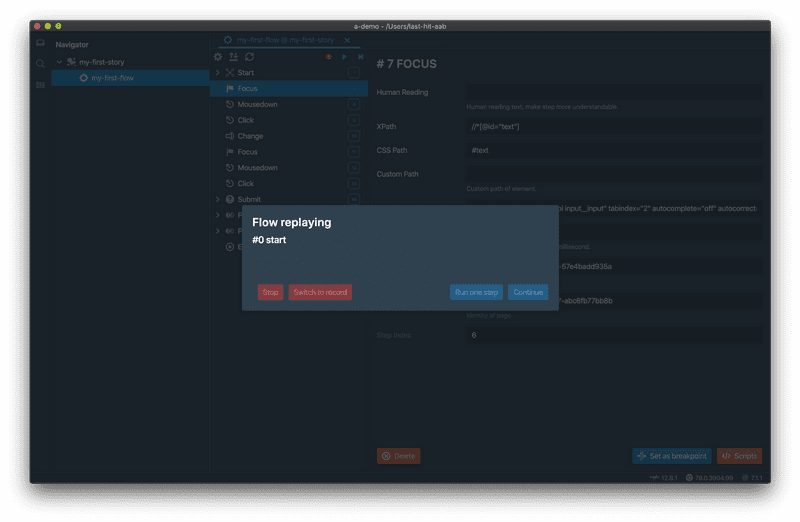 a-demo - /Users/last-hit-aab
Navigator
my-first-story
my-first-flow
my-first-flow @ my-first-story
Start
Focus
Mousedown
Click
Change
Focus
Mousedown
Click
Submit
# 7 FOCUS
Human Reading
Human reading text, make step more understandable.
XPath
//*[@id="text"]
CSS Path
#text
Custom Path
Custom path of element.
input__input" tabindex="2" autocomplete="off" autocorrect
-57e4badd935a
-abc6fb77bb8b
Identity of page.
Step Index
6
Flow replaying
#0 start
Stop
Switch to record
Run one step
Continue
Delete
Set as breakpoint
Scripts
12.8.1
78.0.3904.99
7.1.1